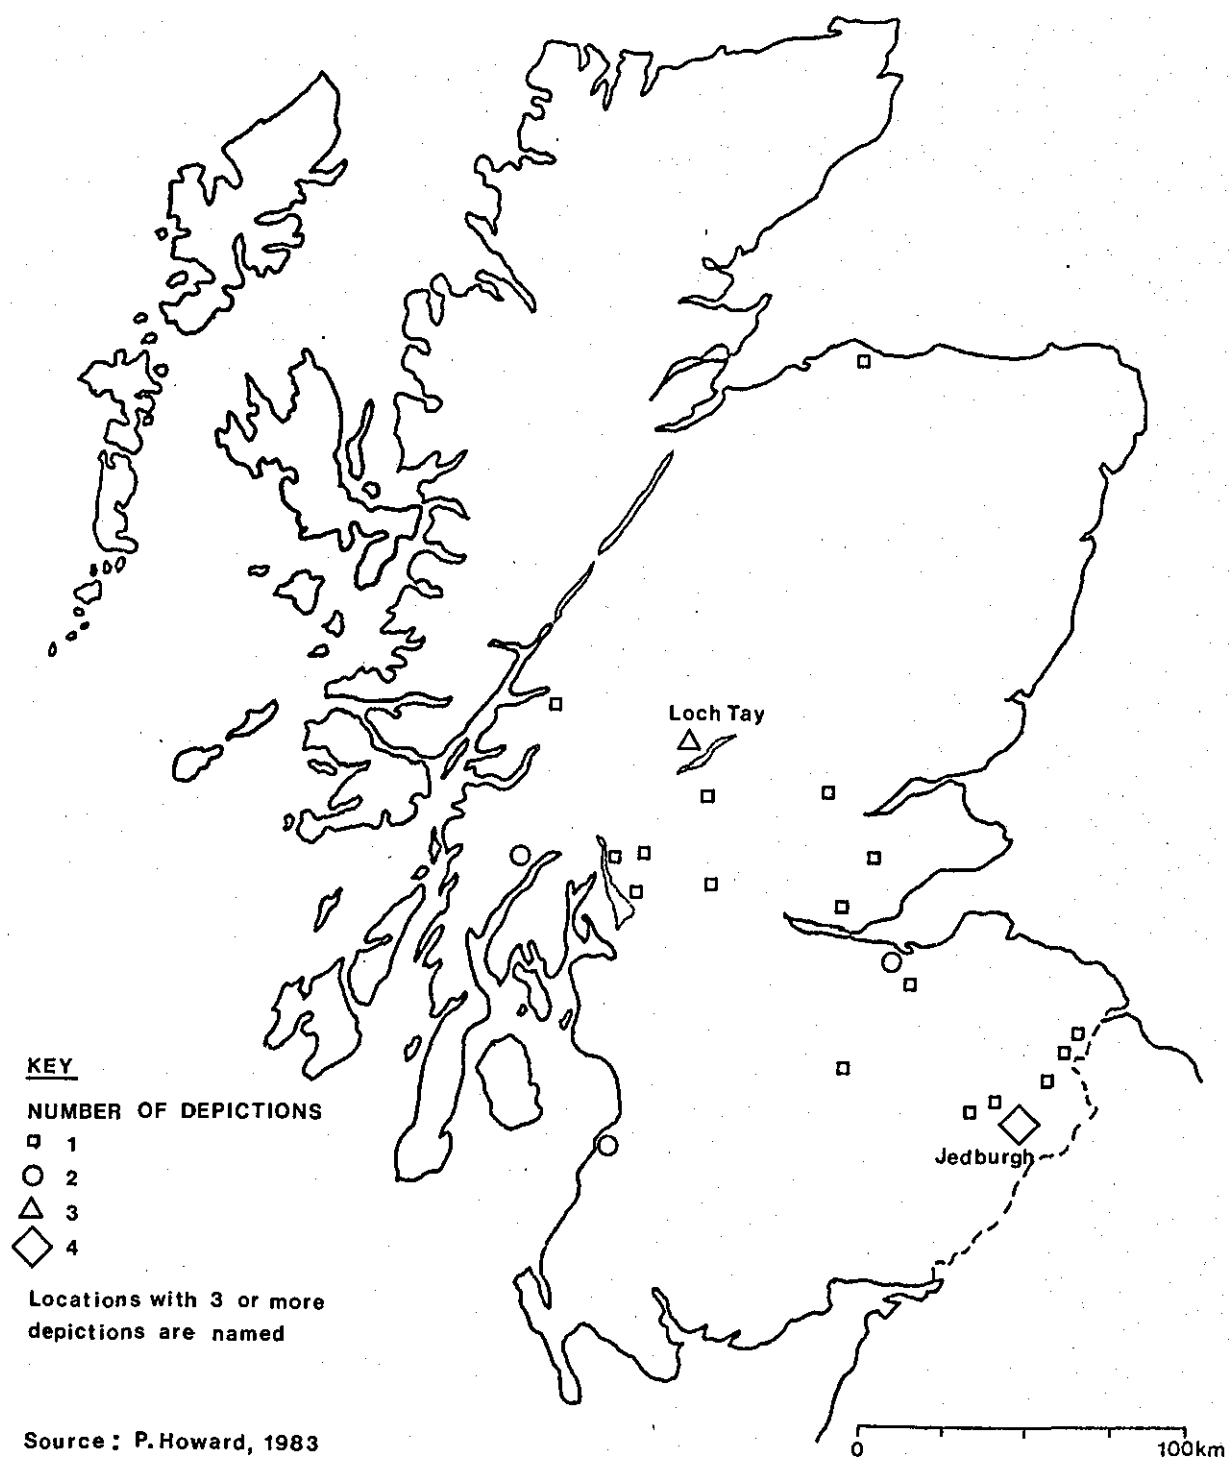 Loch Tay
Jedburgh
KEY
NUMBER OF DEPICTIONS
1
2
3
4
Locations with 3 or more
depictions are named
Source: P. Howard, 1983
0 100km